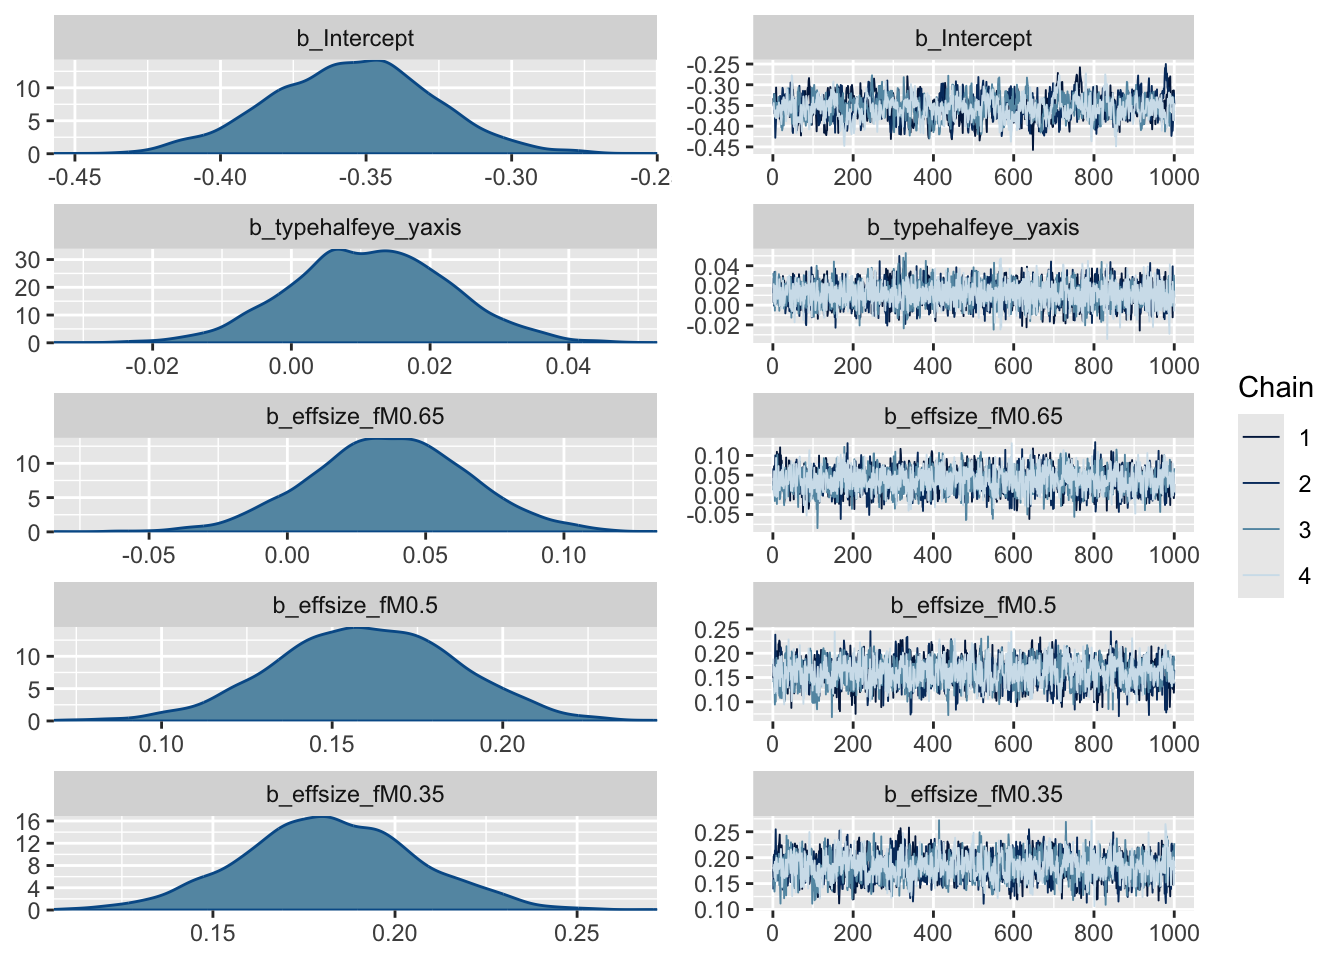 b_Intercept
10
5
0
-0.45 -0.40 -0.35 -0.30 -0.2
b_Intercept
-0.25
-0.30
-0.35
-0.40
-0.45
0 200 400 600 800 1000
b_typehalfeye_yaxis
30
20
10
0
-0.02 0.00 0.02 0.04
b_typehalfeye_yaxis
0.04
0.02
0.00
-0.02
0 200 400 600 800 1000
b_effsize_fM0.65
10
5
0
-0.05 0.00 0.05 0.10
b_effsize_fM0.65
0.10
0.05
0.00
-0.05
0 200 400 600 800 1000
b_effsize_fM0.5
10
5
0
0.10 0.15 0.20
b_effsize_fM0.5
0.25
0.20
0.15
0.10
0 200 400 600 800 1000
b_effsize_fM0.35
16
12
8
4
0
0.15 0.20 0.25
b_effsize_fM0.35
0.25
0.20
0.15
0.10
0 200 400 600 800 1000
Chain
1
2
3
4